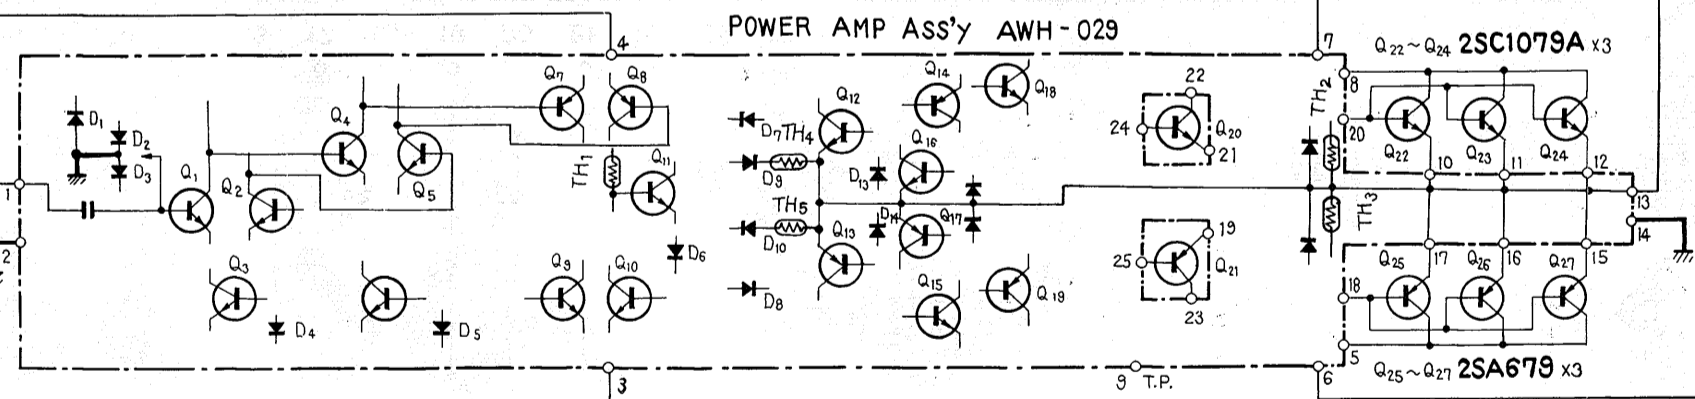 POWER AMP ASS'Y AWH-029
4
7
Q22~Q24 2SC1079A x3
Q7
Q8
Q14
Q18
22
TH2
8
D1
D2
D3
Q4
Q5
TH1
Q11
D7
TH4
Q12
Q16
24
Q20
21
20
Q22
Q23
Q24
10
11
12
1
Q1
Q2
D9
D13
TH5
D14
Q17
TH3
13
14
2
D10
Q13
19
D6
25
Q21
Q25
17
Q26
16
Q27
15
Q3
Q9
Q10
D8
Q15
Q19
23
18
D4
D5
5
3
9 T.P.
6
Q25~Q27 2SA679 x3